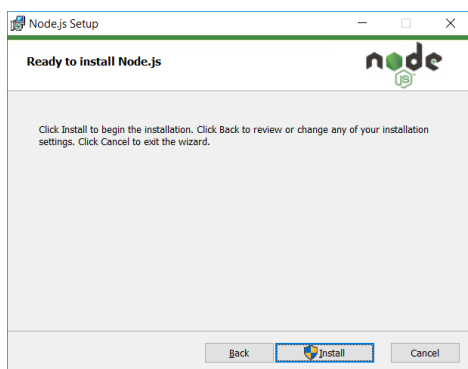 Node.js Setup
Ready to install Node.js
node
JS
Click Install to begin the installation. Click Back to review or change any of your installation
settings. Click Cancel to exit the wizard.
Back Install Cancel